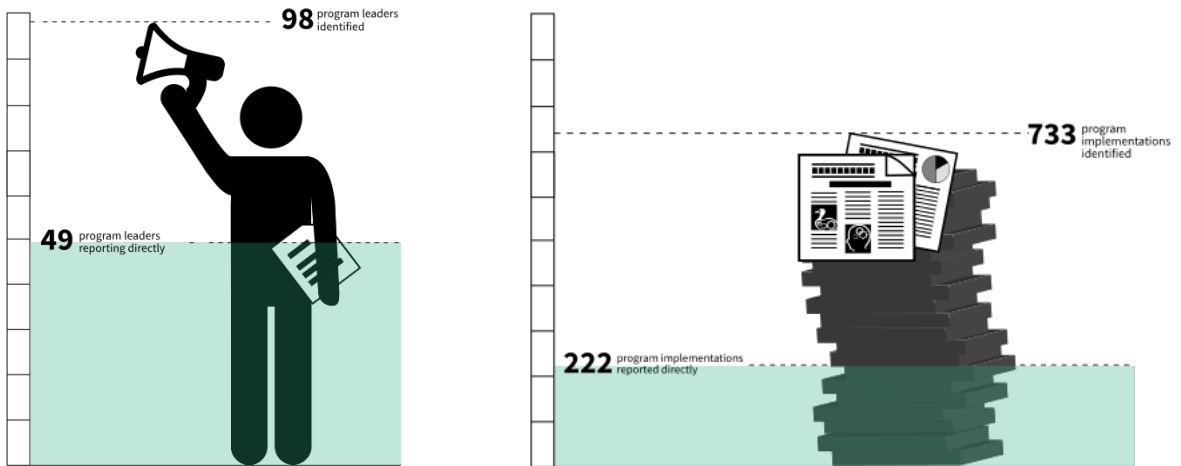 98 program leaders
identified
49 program leaders
reporting directly
733 program
implementations
identified
222 program implementations
reported directly